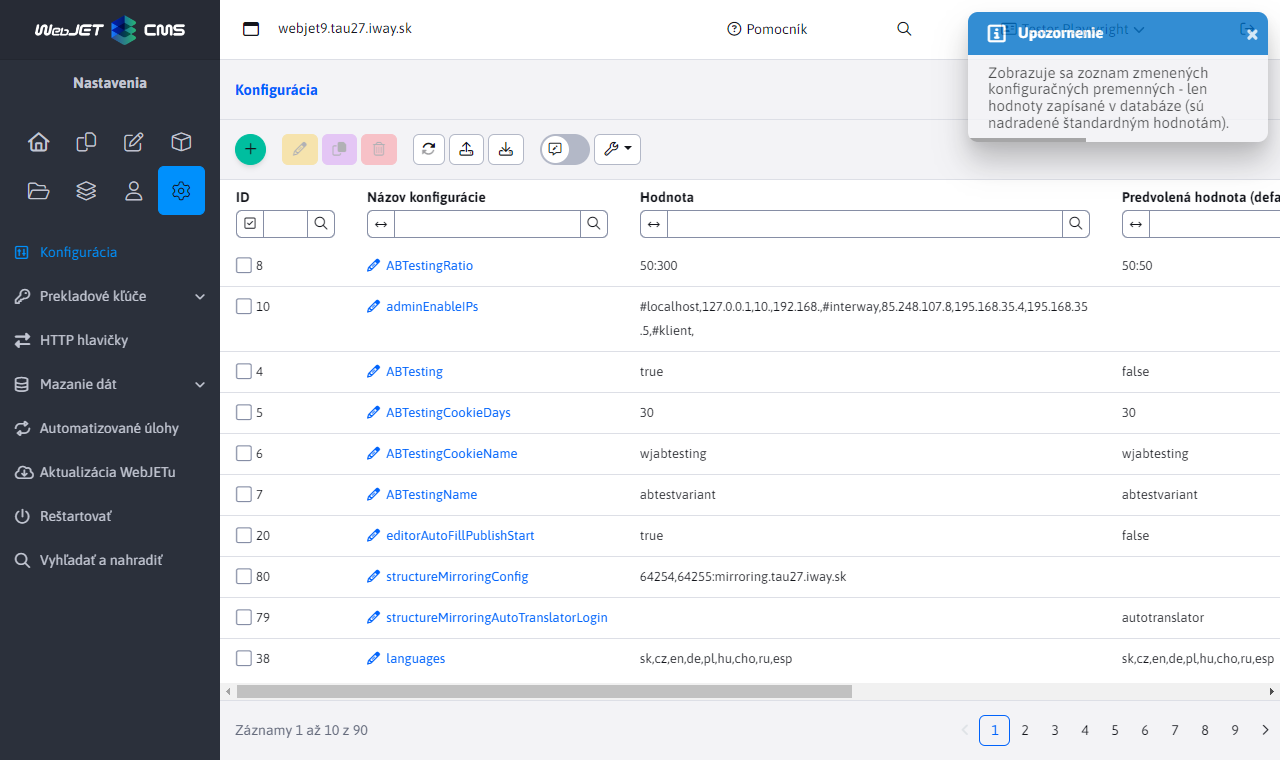 WebJET CMS
webjet9.tau27.iway.sk
Pomocník
Upozornenie
Zobrazuje sa zoznam zmenených
konfiguračných premenných - len
hodnoty zapísané v databáze (sú
nadradené štandardným hodnotám).
Nastavenia
Konfigurácia
Prekladové kľúče
HTTP hlavičky
Mazanie dát
Automatizované úlohy
Aktualizácia WebJETu
Reštartovať
Vyhľadať a nahradiť
Konfigurácia
ID Názov konfigurácie Hodnota Predvolená hodnota (defa
8 ABTestingRatio 50:300 50:50
10 adminEnableIPs #localhost,127.0.0.1,10.,192.168.,#interway,85.248.107.8,195.168.35.4,195.168.35
.5,#klient,
4 ABTesting true false
5 ABTestingCookieDays 30 30
6 ABTestingCookieName wjabtesting wjabtesting
7 ABTestingName abtestvariant abtestvariant
20 editorAutoFillPublishStart true false
80 structureMirroringConfig 64254,64255:mirroring.tau27.iway.sk
79 structureMirroringAutoTranslatorLogin autotranslator
38 languages sk,cz,en,de,pl,hu,cho,ru,esp sk,cz,en,de,pl,hu,cho,ru,esp
Záznamy 1 až 10 z 90
1 2 3 4 5 6 7 8 9